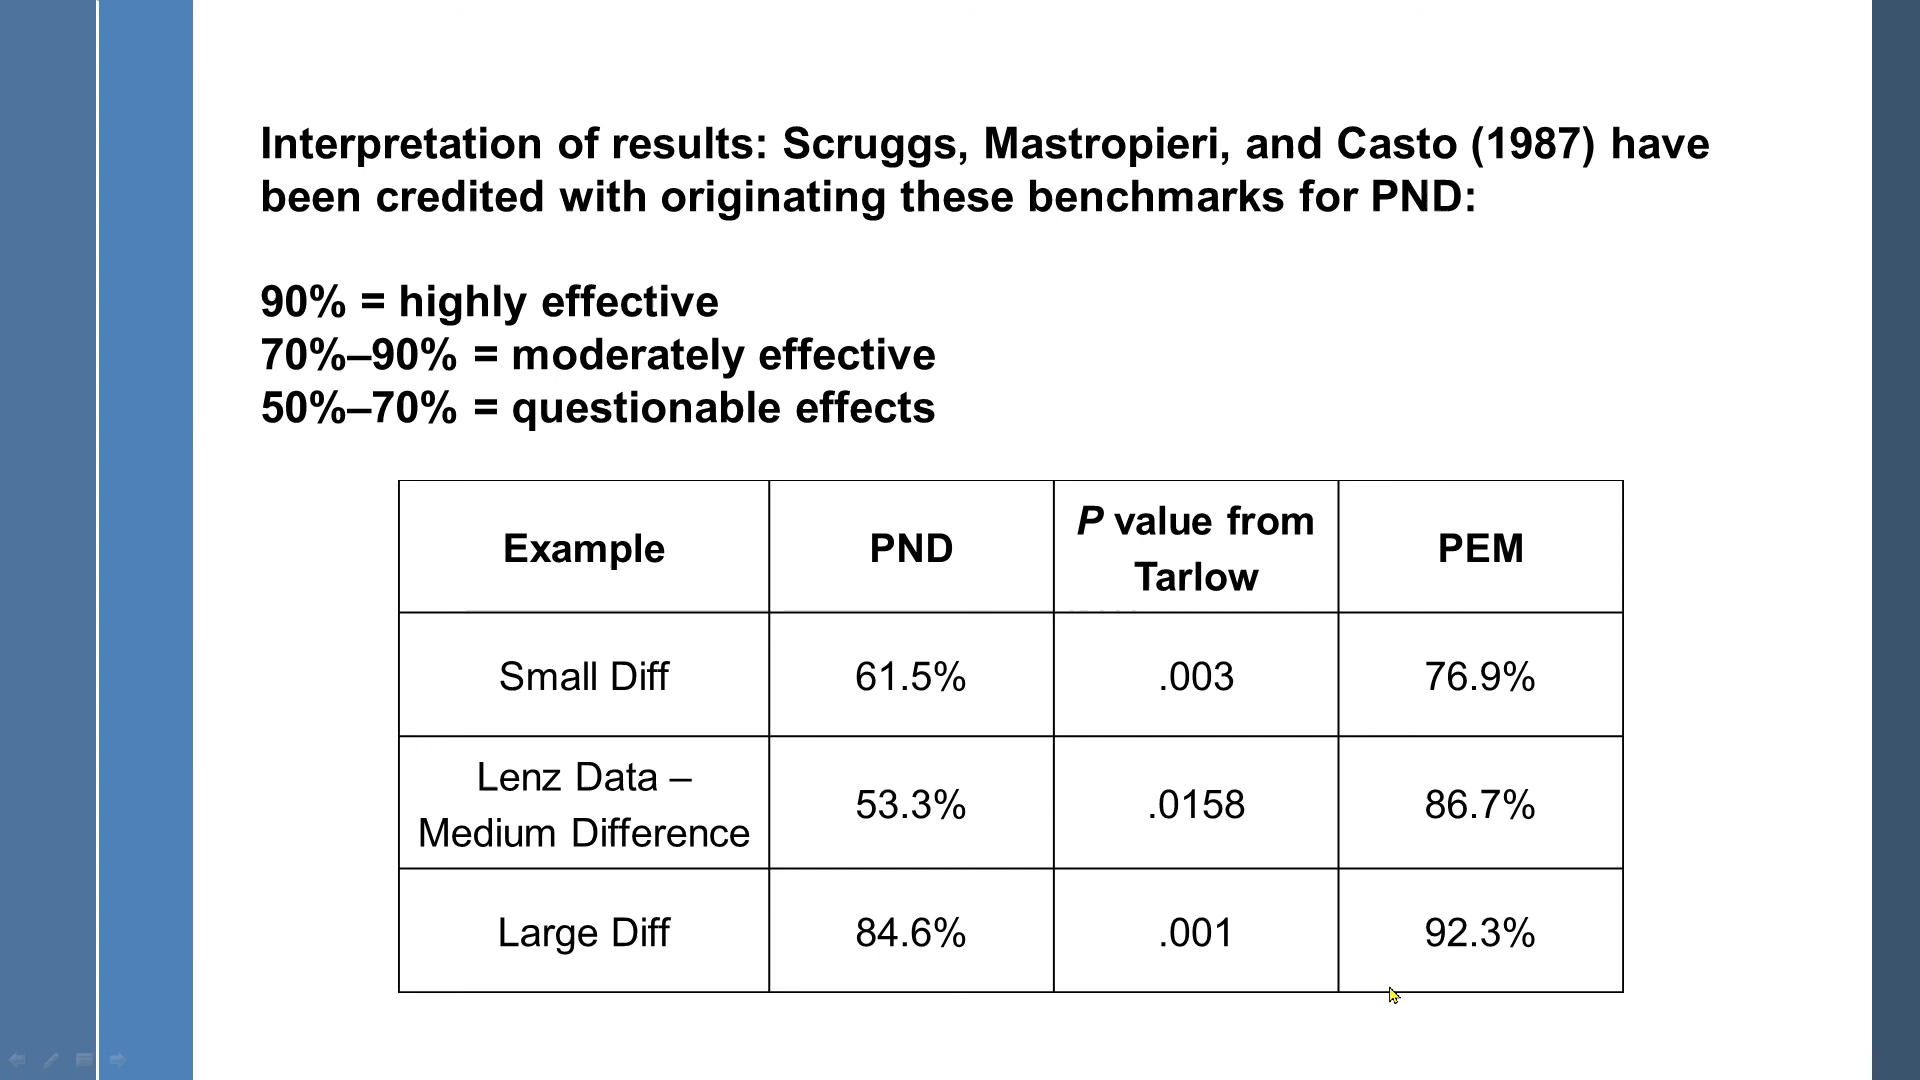 Interpretation of results: Scruggs, Mastropieri, and Casto (1987) have
been credited with originating these benchmarks for PND:
90% = highly effective
70%–90% = moderately effective
50%–70% = questionable effects
Example PND P value from Tarlow PEM
Small Diff 61.5% .003 76.9%
Lenz Data –
Medium Difference 53.3% .0158 86.7%
Large Diff 84.6% .001 92.3%